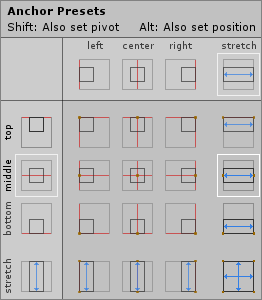 Anchor Presets
Shift: Also set pivot Alt: Also set position
left center right stretch
top
middle
bottom
stretch